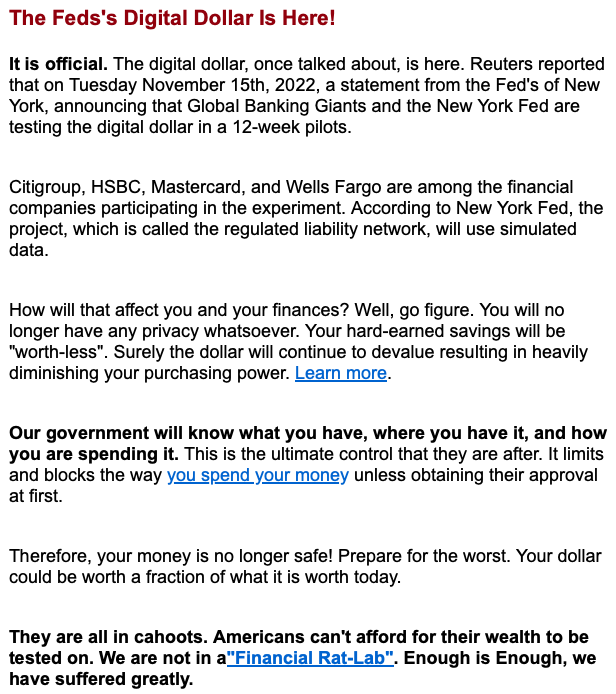 The Feds's Digital Dollar Is Here!
It is official. The digital dollar, once talked about, is here. Reuters reported
that on Tuesday November 15th, 2022, a statement from the Fed's of New
York, announcing that Global Banking Giants and the New York Fed are
testing the digital dollar in a 12-week pilots.
Citigroup, HSBC, Mastercard, and Wells Fargo are among the financial
companies participating in the experiment. According to New York Fed, the
project, which is called the regulated liability network, will use simulated
data.
How will that affect you and your finances? Well, go figure. You will no
longer have any privacy whatsoever. Your hard-earned savings will be
"worth-less". Surely the dollar will continue to devalue resulting in heavily
diminishing your purchasing power. Learn more.
Our government will know what you have, where you have it, and how
you are spending it. This is the ultimate control that they are after. It limits
and blocks the way you spend your money unless obtaining their approval
at first.
Therefore, your money is no longer safe! Prepare for the worst. Your dollar
could be worth a fraction of what it is worth today.
They are all in cahoots. Americans can't afford for their wealth to be
tested on. We are not in a"Financial Rat-Lab". Enough is Enough, we
have suffered greatly.